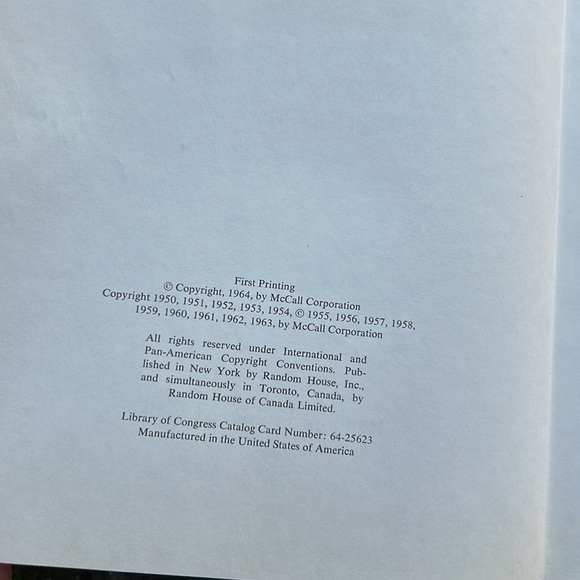 First Printing
© Copyright, 1964, by McCall Corporation
Copyright 1950, 1951, 1952, 1953, 1954, © 1955, 1956, 1957, 1958,
1959, 1960, 1961, 1962, 1963, by McCall Corporation
All rights reserved under International and
Pan-American Copyright Conventions. Pub-
lished in New York by Random House, Inc.,
and simultaneously in Toronto, Canada, by
Random House of Canada Limited.
Library of Congress Catalog Card Number: 64-25623
Manufactured in the United States of America